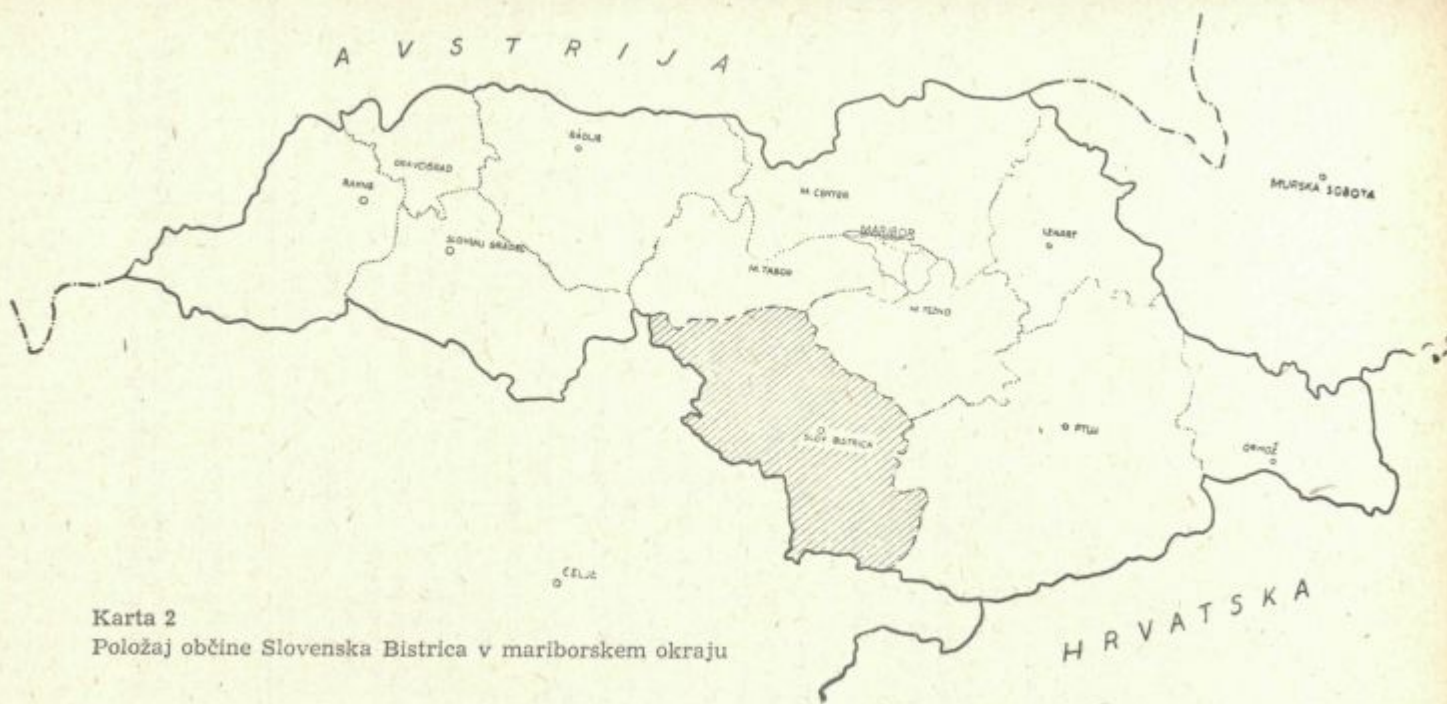 AVSTRIJA
RADLJE
DRAVOGRAD
RAVNE
M. CENTER
MURSKA SOBOTA
MARIBOR
LENART
SLOVENJ GRADEC
M. TABOR
M. TEZNO
PTUJ
SLOV. BISTRICA
ORMOŽ
CELJE
HRVATSKA
Karta 2
Položaj občine Slovenska Bistrica v mariborskem okraju